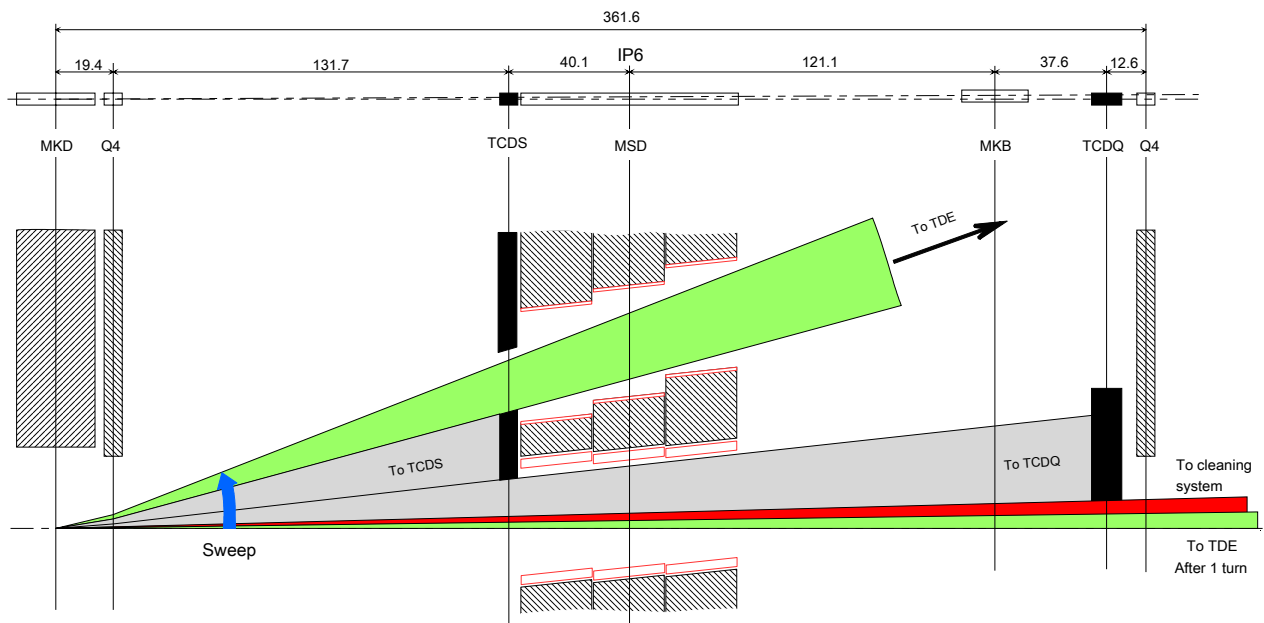 361.6
IP6
19.4
131.7
40.1
121.1
37.6
12.6
MKD
Q4
TCDS
MSD
MKB
TCDQ
Q4
To TDE
To TCDS
To TCDQ
To cleaning
system
Sweep
To TDE
After 1 turn